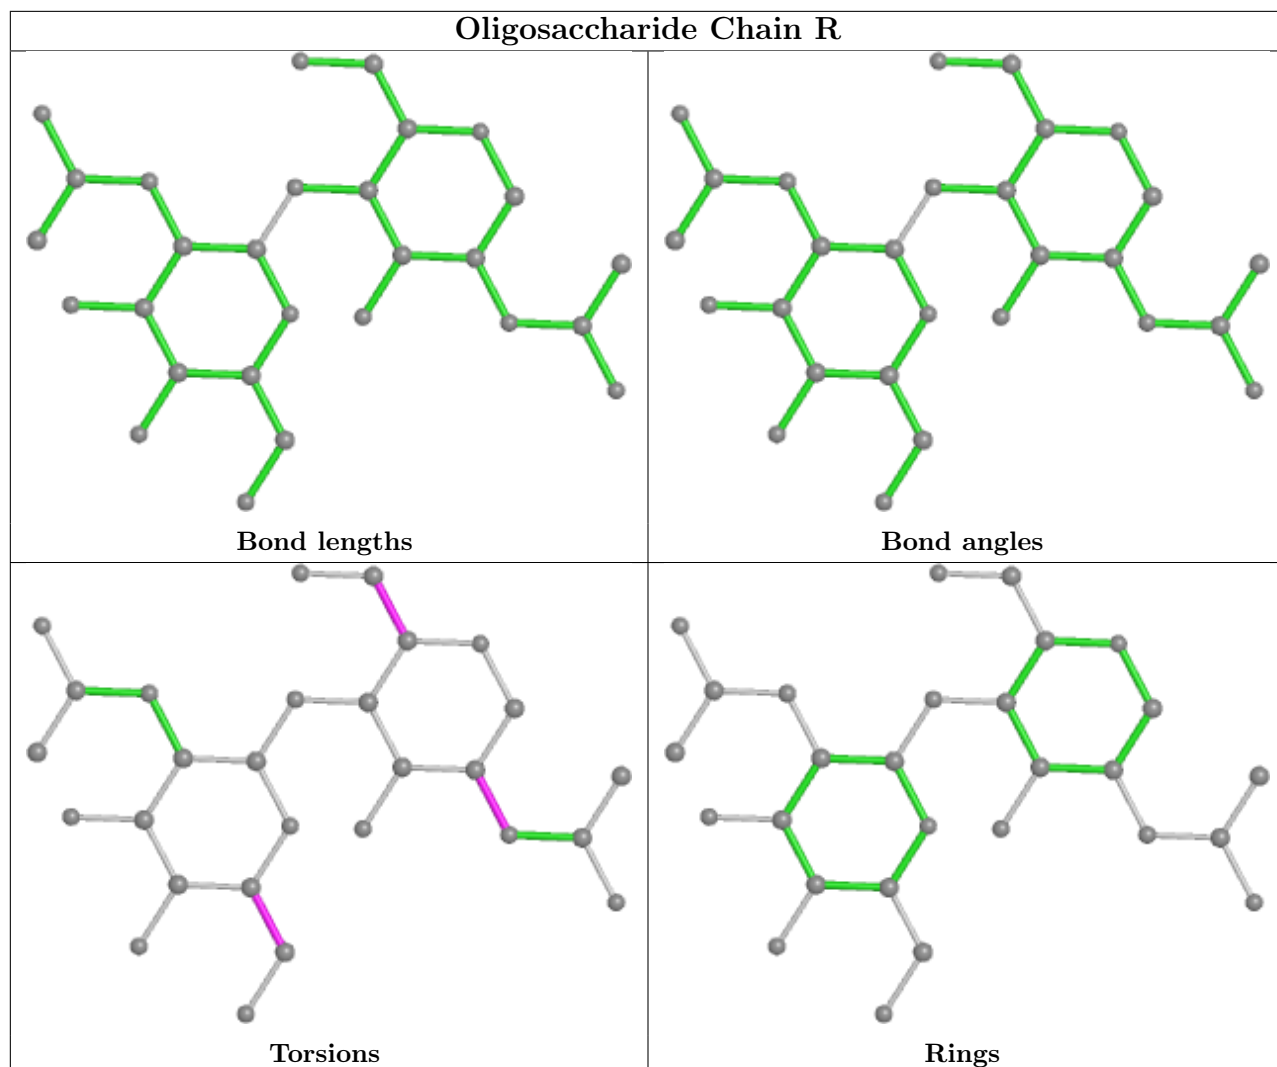 Oligosaccharide Chain R
Bond lengths
Bond angles
Torsions
Rings